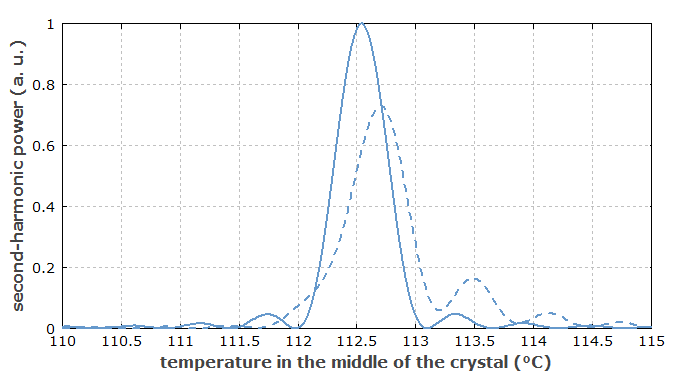 second-harmonic power ( a. u. )
1
0.8
0.6
0.4
0.2
0
110 110.5 111 111.5 112 112.5 113 113.5 114 114.5 115
temperature in the middle of the crystal (ºC)